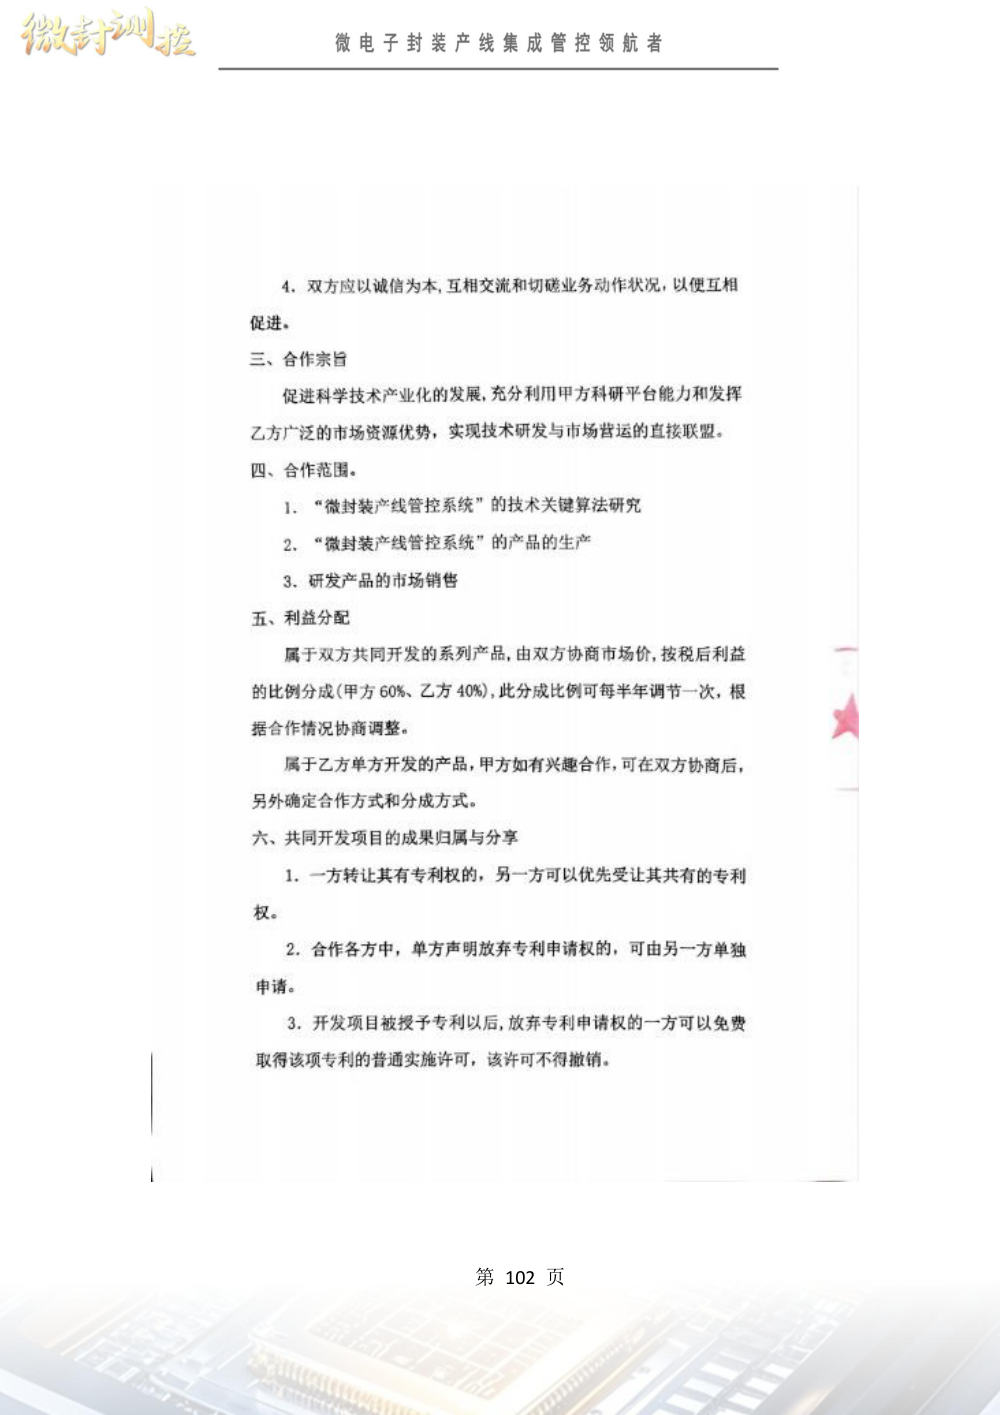 微封训控
微电子封装产线集成管控领航者
4. 双方应以诚信为本,互相交流和切磋业务动作状况,以便互相
促进。
三、合作宗旨
促进科学技术产业化的发展,充分利用甲方科研平台能力和发挥
乙方广泛的市场资源优势，实现技术研发与市场营运的直接联盟。
四、合作范围。
1. “微封装产线管控系统”的技术关键算法研究
2. “微封装产线管控系统”的产品的生产
3. 研发产品的市场销售
五、利益分配
属于双方共同开发的系列产品,由双方协商市场价,按税后利益
的比例分成(甲方 60%、乙方 40%),此分成比例可每半年调节一次，根
据合作情况协商调整。
属于乙方单方开发的产品,甲方如有兴趣合作,可在双方协商后,
另外确定合作方式和分成方式。
六、共同开发项目的成果归属与分享
1. 一方转让其有专利权的，另一方可以优先受让其共有的专利
权。
2. 合作各方中，单方声明放弃专利申请权的，可由另一方单独
申请。
3. 开发项目被授予专利以后,放弃专利申请权的一方可以免费
取得该项专利的普通实施许可，该许可不得撤销。
第 102 页